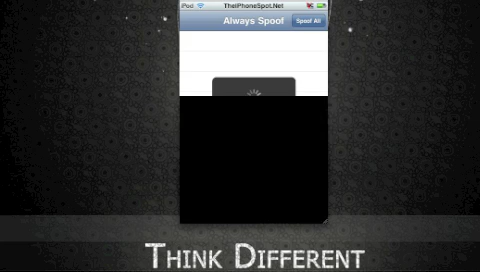 iPod TheiPhoneSpot.Net
Always Spoof Spoof All
THINK DIFFERENT